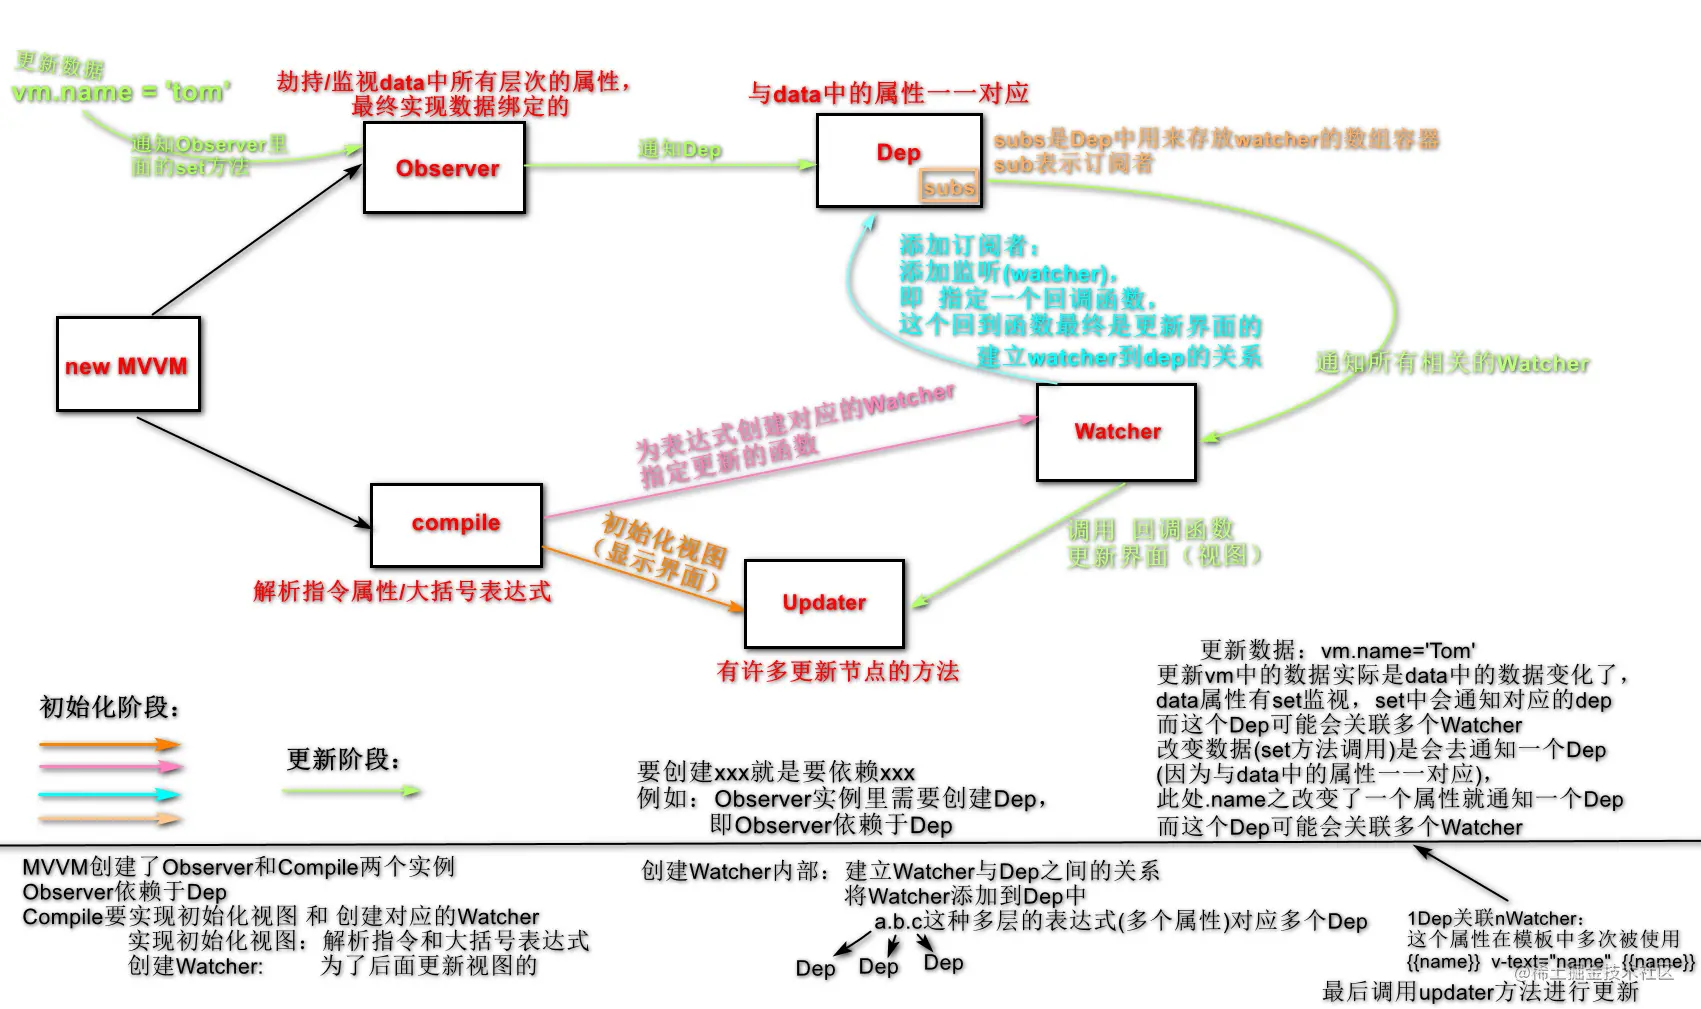 更新数据
vm.name = 'tom'
通知Observer里
面的set方法
劫持/监视data中所有层次的属性,
最终实现数据绑定的
Observer
通知Dep
与data中的属性一一对应
Dep
subs
subs是Dep中用来存放watcher的数组容器
sub表示订阅者
添加订阅者:
添加监听(watcher),
即 指定一个回调函数,
这个回到函数最终是更新界面的
建立watcher到dep的关系
通知所有相关的Watcher
new MVVM
为表达式创建对应的Watcher
指定更新的函数
Watcher
compile
解析指令属性/大括号表达式
初始化视图
（显示界面）
调用 回调函数
更新界面（视图）
Updater
有许多更新节点的方法
初始化阶段:
更新阶段:
要创建xxx就是要依赖xxx
例如: Observer实例里需要创建Dep,
即Observer依赖于Dep
更新数据: vm.name='Tom'
更新vm中的数据实际是data中的数据变化了,
data属性有set监视, set中会通知对应的dep
而这个Dep可能会关联多个Watcher
改变数据(set方法调用)是会去通知一个Dep
(因为与data中的属性一一对应),
此处.name之改变了一个属性就通知一个Dep
而这个Dep可能会关联多个Watcher
MVVM创建了Observer和Compile两个实例
Observer依赖于Dep
Compile要实现初始化视图 和 创建对应的Watcher
实现初始化视图: 解析指令和大括号表达式
创建Watcher: 为了后面更新视图的
创建Watcher内部: 建立Watcher与Dep之间的关系
将Watcher添加到Dep中
a.b.c这种多层的表达式(多个属性)对应多个Dep
Dep Dep Dep
1Dep关联nWatcher:
这个属性在模板中多次被使用
{{name}} v-text="name" {{name}}
@稀土掘金技术社区
最后调用updater方法进行更新